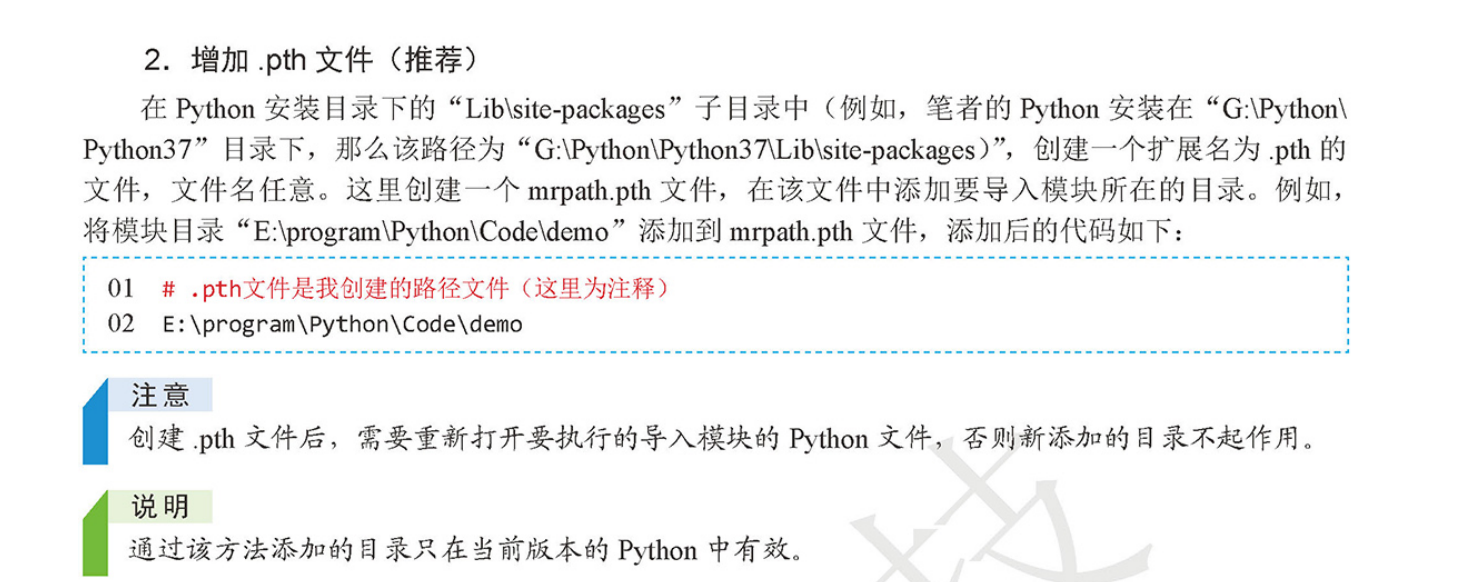 2．增加 .pth 文件（推荐）
在 Python 安装目录下的“Lib\site-packages”子目录中（例如，笔者的 Python 安装在“G:\Python\
Python37”目录下，那么该路径为“G:\Python\Python37\Lib\site-packages）”，创建一个扩展名为 .pth 的
文件，文件名任意。这里创建一个 mrpath.pth 文件，在该文件中添加要导入模块所在的目录。例如，
将模块目录“E:\program\Python\Code\demo”添加到 mrpath.pth 文件，添加后的代码如下：
01 # .pth文件是我创建的路径文件（这里为注释）
02 E:\program\Python\Code\demo
注意
创建 .pth 文件后，需要重新打开要执行的导入模块的 Python 文件，否则新添加的目录不起作用。
说明
通过该方法添加的目录只在当前版本的 Python 中有效。